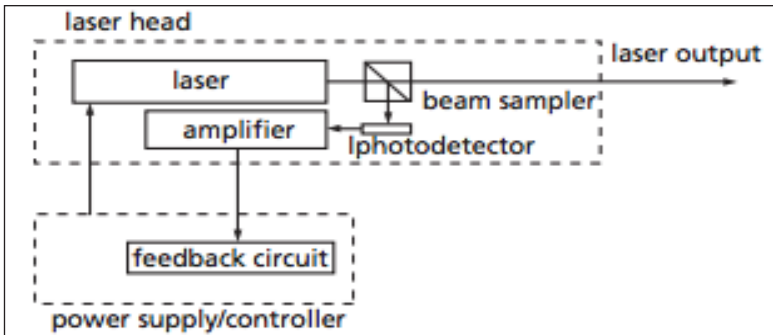 laser head
laser output
laser
beam sampler
amplifier
lphotodetector
feedback circuit
power supply/controller